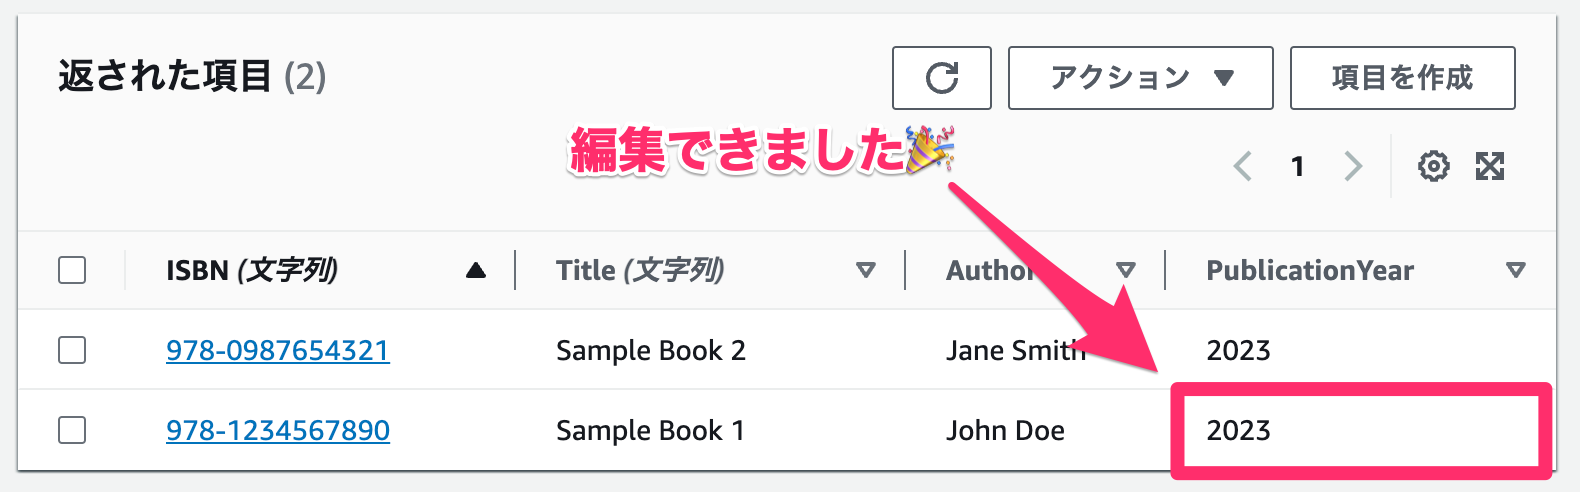 返された項目 (2)
アクション
項目を作成
編集できました🎉
1
ISBN (文字列)
Title (文字列)
Author
PublicationYear
978-0987654321
Sample Book 2
Jane Smith
2023
978-1234567890
Sample Book 1
John Doe
2023